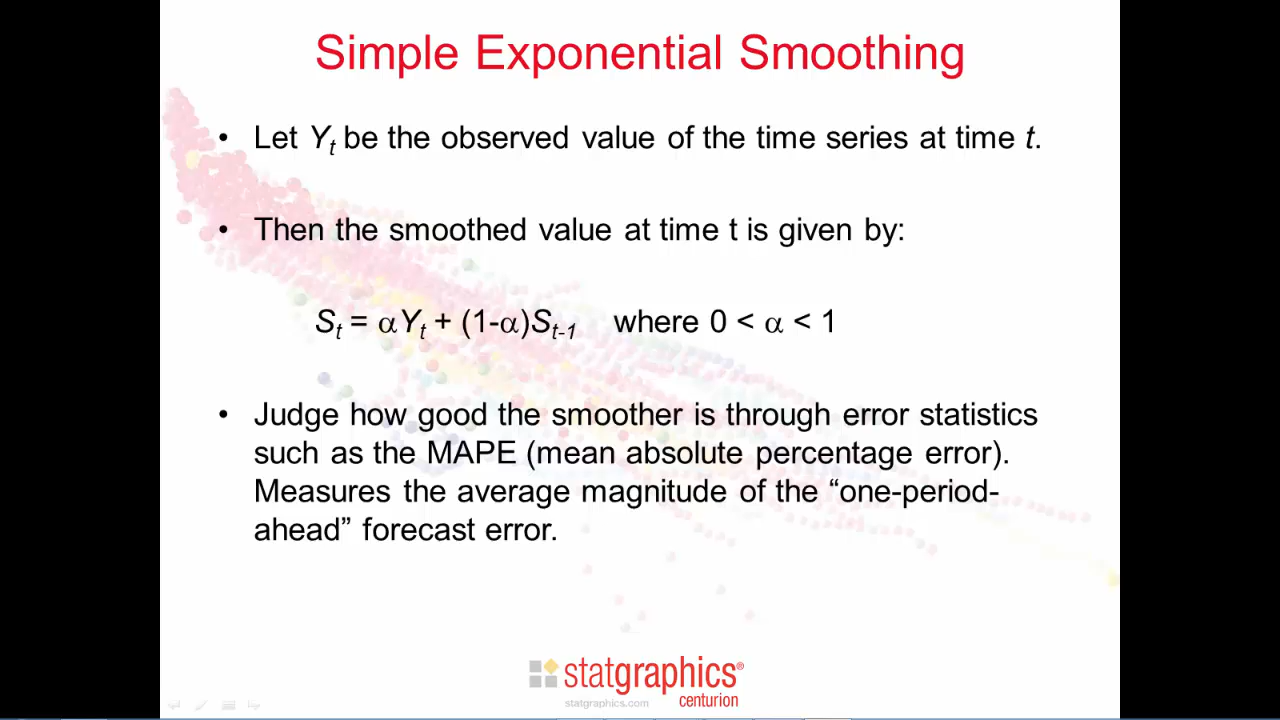 Simple Exponential Smoothing
• Let Yt be the observed value of the time series at time t.
• Then the smoothed value at time t is given by:
St = αYt + (1-α)St-1 where 0 < α < 1
• Judge how good the smoother is through error statistics
such as the MAPE (mean absolute percentage error).
Measures the average magnitude of the “one-period-
ahead” forecast error.
statgraphics®
centurion
statgraphics.com